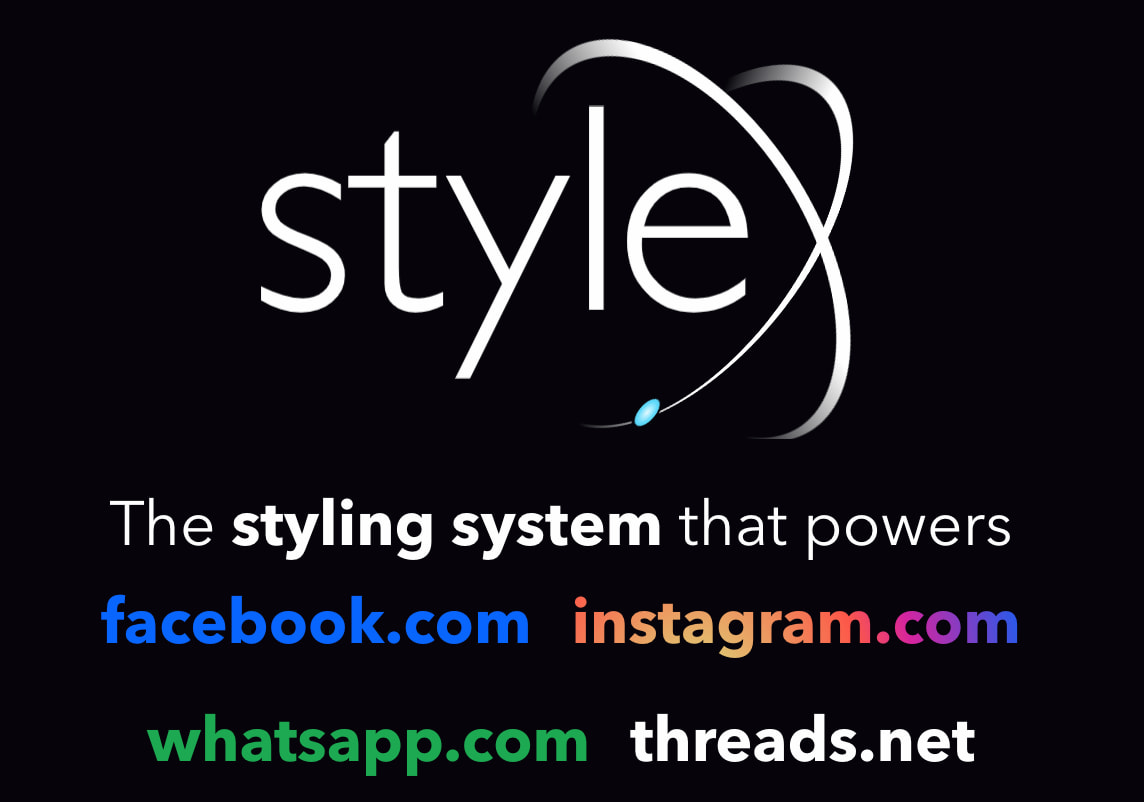 styleX
The styling system that powers
facebook.com instagram.com
whatsapp.com threads.net